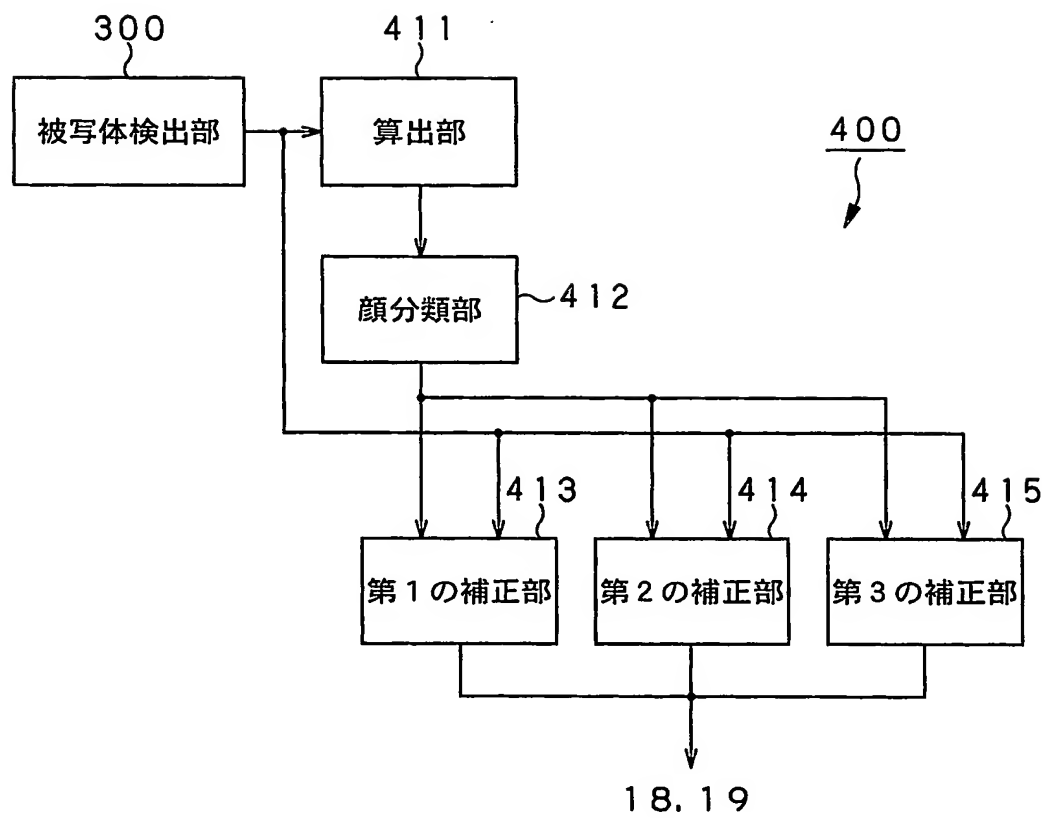 ３００
４１１
被写体検出部
算出部
４００
顔分類部
４１２
４１３
４１４
４１５
第１の補正部
第２の補正部
第３の補正部
１８．１９